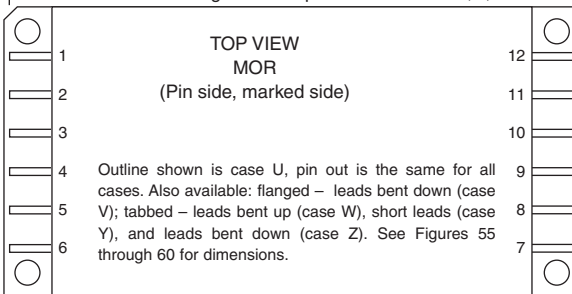 TOP VIEW
MOR
(Pin side, marked side)
1
12
2
11
3
10
4
9
5
8
6
7
Outline shown is case U, pin out is the same for all
cases. Also available: flanged – leads bent down (case
V); tabbed – leads bent up (case W), short leads (case
Y), and leads bent down (case Z). See Figures 55
through 60 for dimensions.